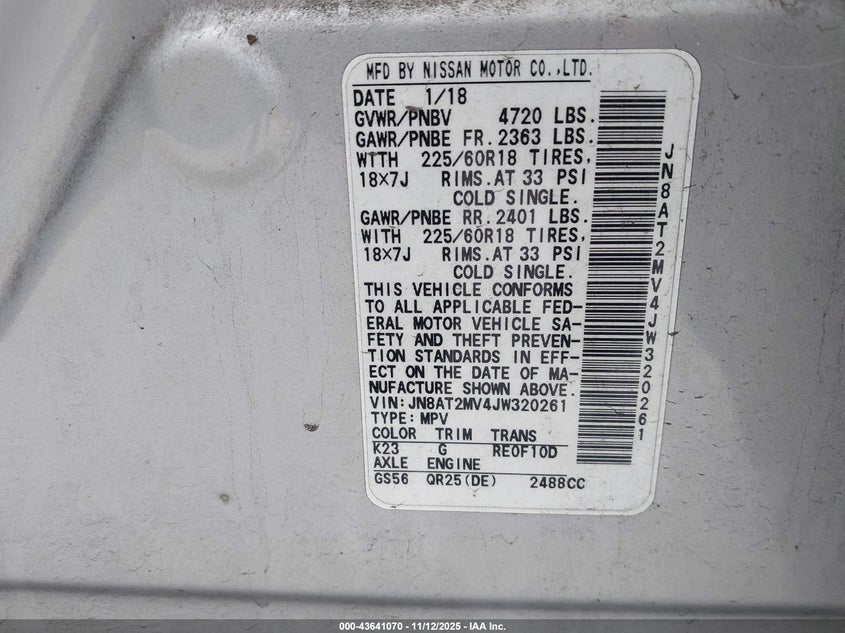 MFD BY NISSAN MOTOR CO.,LTD.
DATE 1/18
GVWR/PNBV 4720 LBS.
GAWR/PNBE FR. 2363 LBS.
WITH 225/60R18 TIRES,
18×7J RIMS.AT 33 PSI
COLD SINGLE.
GAWR/PNBE RR. 2401 LBS.
WITH 225/60R18 TIRES,
18×7J RIMS.AT 33 PSI
COLD SINGLE.
THIS VEHICLE CONFORMS
TO ALL APPLICABLE FED-
ERAL MOTOR VEHICLE SA-
FETY AND THEFT PREVEN-
TION STANDARDS IN EFF-
ECT ON THE DATE OF MA-
NUFACTURE SHOWN ABOVE.
VIN:JN8AT2MV4JW320261
TYPE:MPV
COLOR TRIM TRANS
K23 G RE0F10D
AXLE ENGINE
GS56 QR25(DE) 2488CC
JN8AT2MV4JW320261
000-43641070 - 11/12/2025 - IAA Inc.